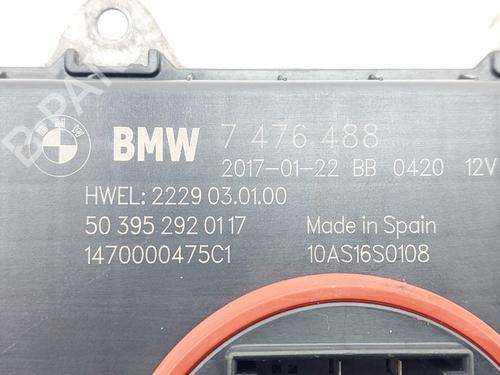 BMW 7 476 488
2017-01-22 BB 0420 12V
HWEL: 2229 03.01.00
50 395 292 01 17 Made in Spain
1470000475C1 10AS16S0108
B-PARTS